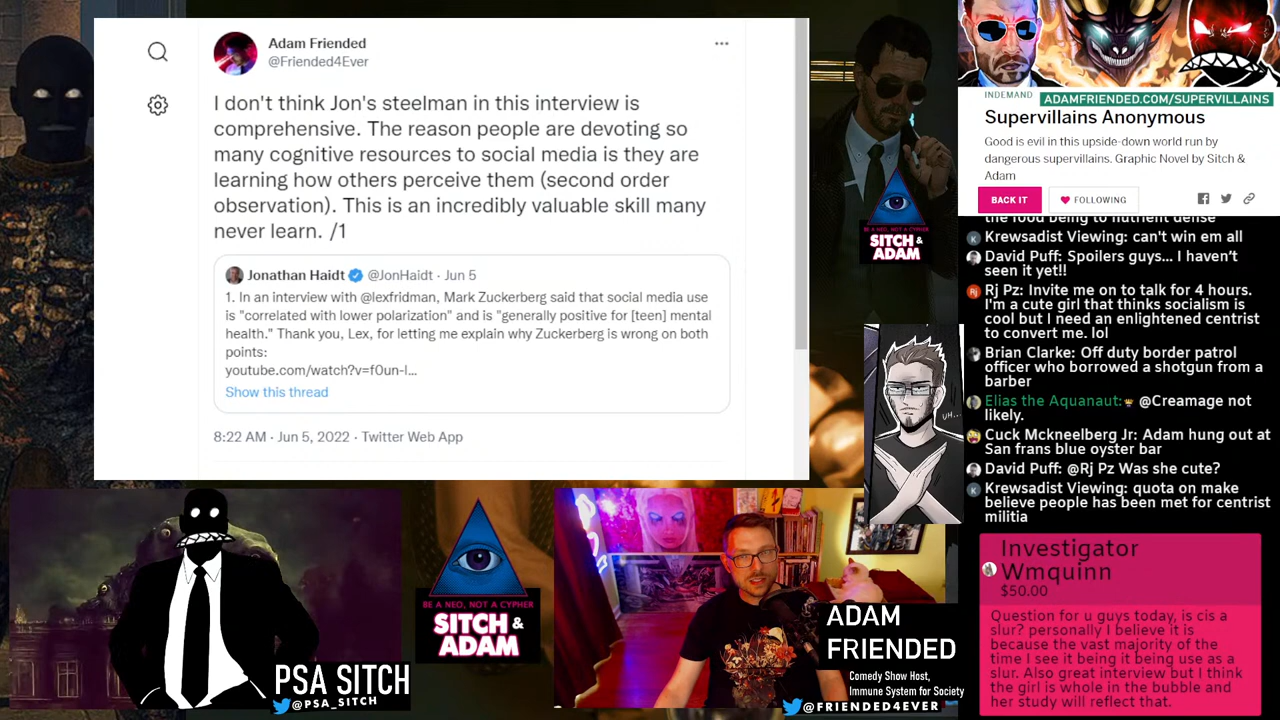 Adam Friended
@Friended4Ever
I don't think Jon's steelman in this interview is
comprehensive. The reason people are devoting so
many cognitive resources to social media is they are
learning how others perceive them (second order
observation). This is an incredibly valuable skill many
never learn. /1
Jonathan Haidt @JonHaidt · Jun 5
1. In an interview with @lexfridman, Mark Zuckerberg said that social media use
is "correlated with lower polarization" and is "generally positive for [teen] mental
health." Thank you, Lex, for letting me explain why Zuckerberg is wrong on both
points:
youtube.com/watch?v=f0un-l...
Show this thread
8:22 AM · Jun 5, 2022 · Twitter Web App
BE A NEO, NOT A CYPHER
SITCH &
ADAM
UH...
INDEMAND
ADAMFRIENDED.COM/SUPERVILLAINS
Supervillains Anonymous
Good is evil in this upside-down world run by
dangerous supervillains. Graphic Novel by Sitch &
Adam
BACK IT
FOLLOWING
the food being to nutrient dense
Krewsadist Viewing: can't win em all
David Puff: Spoilers guys... I haven't
seen it yet!!
Rj Pz: Invite me on to talk for 4 hours.
I'm a cute girl that thinks socialism is
cool but I need an enlightened centrist
to convert me. lol
Brian Clarke: Off duty border patrol
officer who borrowed a shotgun from a
barber
Elias the Aquanaut: @Creamage not
likely.
Cuck Mckneelberg Jr: Adam hung out at
San frans blue oyster bar
David Puff: @Rj Pz Was she cute?
Krewsadist Viewing: quota on make
believe people has been met for centrist
militia
Investigator
Wmquinn
$50.00
Question for u guys today, is cis a
slur? personally I believe it is
because the vast majority of the
time I see it being it being use as a
slur. Also great interview but I think
the girl is whole in the bubble and
her study will reflect that.
PSA SITCH
@PSA_SITCH
BE A NEO, NOT A CYPHER
SITCH &
ADAM
ADAM
FRIENDED
Comedy Show Host,
Immune System for Society
@FRIENDED4EVER